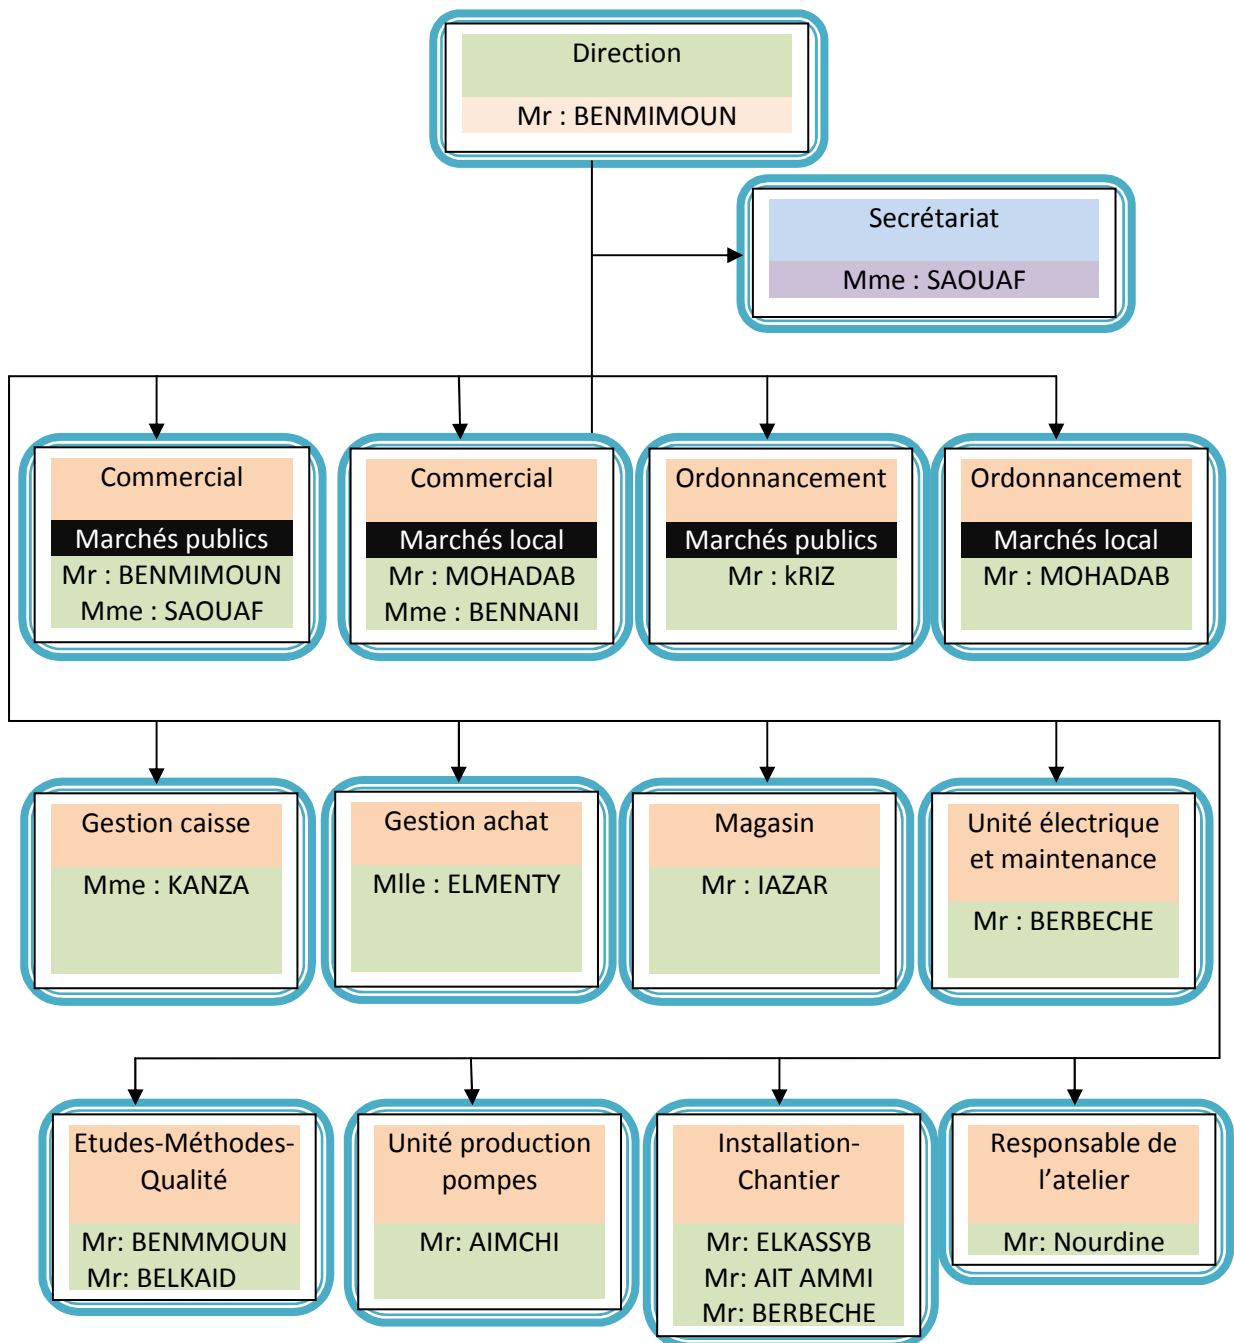 Direction
Mr : BENMIMOUN
Secrétariat
Mme : SAOUAF
Commercial
Marchés publics
Mr : BENMIMOUN
Mme : SAOUAF
Commercial
Marchés local
Mr : MOHADAB
Mme : BENNANI
Ordonnancement
Marchés publics
Mr : kRIZ
Ordonnancement
Marchés local
Mr : MOHADAB
Gestion caisse
Mme : KANZA
Gestion achat
Mlle : ELMENTY
Magasin
Mr : IAZAR
Unité électrique
et maintenance
Mr : BERBECHE
Etudes-Méthodes-
Qualité
Mr: BENMMOUN
Mr: BELKAID
Unité production
pompes
Mr: AIMCHI
Installation-
Chantier
Mr: ELKASSYB
Mr: AIT AMMI
Mr: BERBECHE
Responsable de
l’atelier
Mr: Nourdine